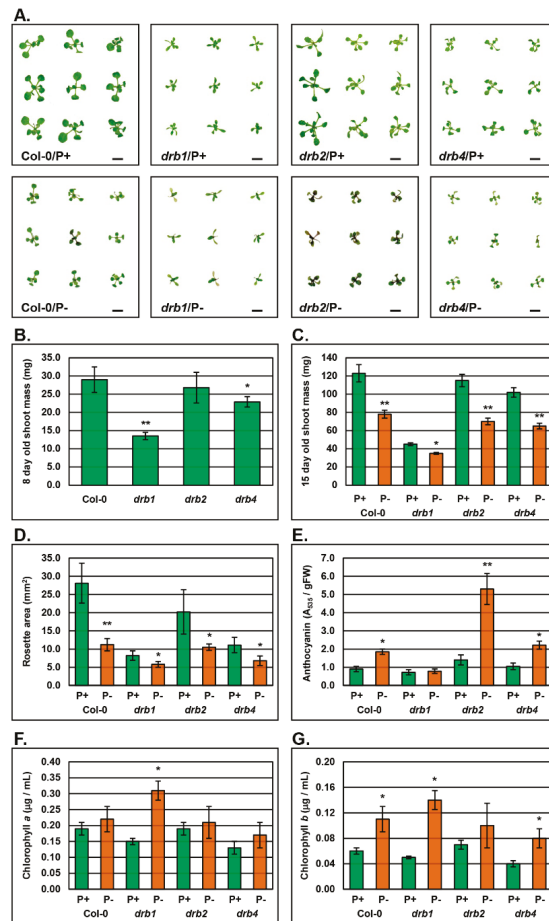 A.
Col-0/P+ drb1/P+ drb2/P+ drb4/P+
Col-0/P- drb1/P- drb2/P- drb4/P-
B.
8 day old shoot mass (mg)
35.0
30.0
25.0
20.0
15.0
10.0
5.0
0.0
** *
Col-0 drb1 drb2 drb4
C.
15 day old shoot mass (mg)
140
120
100
80
60
40
20
0
** * ** **
P+ P- P+ P- P+ P- P+ P-
Col-0 drb1 drb2 drb4
D.
Rosette area (mm²)
35.0
30.0
25.0
20.0
15.0
10.0
5.0
0.0
** * * *
P+ P- P+ P- P+ P- P+ P-
Col-0 drb1 drb2 drb4
E.
Anthocyanin (A₅₃₅ / gFW)
7.0
6.0
5.0
4.0
3.0
2.0
1.0
0.0
* ** *
P+ P- P+ P- P+ P- P+ P-
Col-0 drb1 drb2 drb4
F.
Chlorophyll a (µg / mL)
0.40
0.35
0.30
0.25
0.20
0.15
0.10
0.05
0.00
*
P+ P- P+ P- P+ P- P+ P-
Col-0 drb1 drb2 drb4
G.
Chlorophyll b (µg / mL)
0.20
0.16
0.12
0.08
0.04
0.00
* * *
P+ P- P+ P- P+ P- P+ P-
Col-0 drb1 drb2 drb4